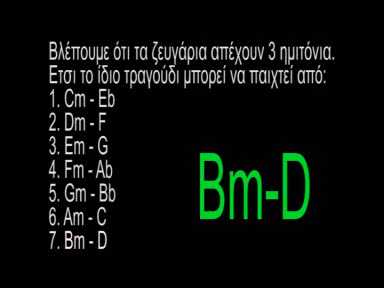 Βλέπουμε ότι τα ζευγάρια απέχουν 3 ημιτόνια.
Ετσι το ίδιο τραγούδι μπορεί να παιχτεί από:
1. Cm - Eb
2. Dm - F
3. Em - G
4. Fm - Ab
5. Gm - Bb
6. Am - C
7. Bm - D
Bm-D